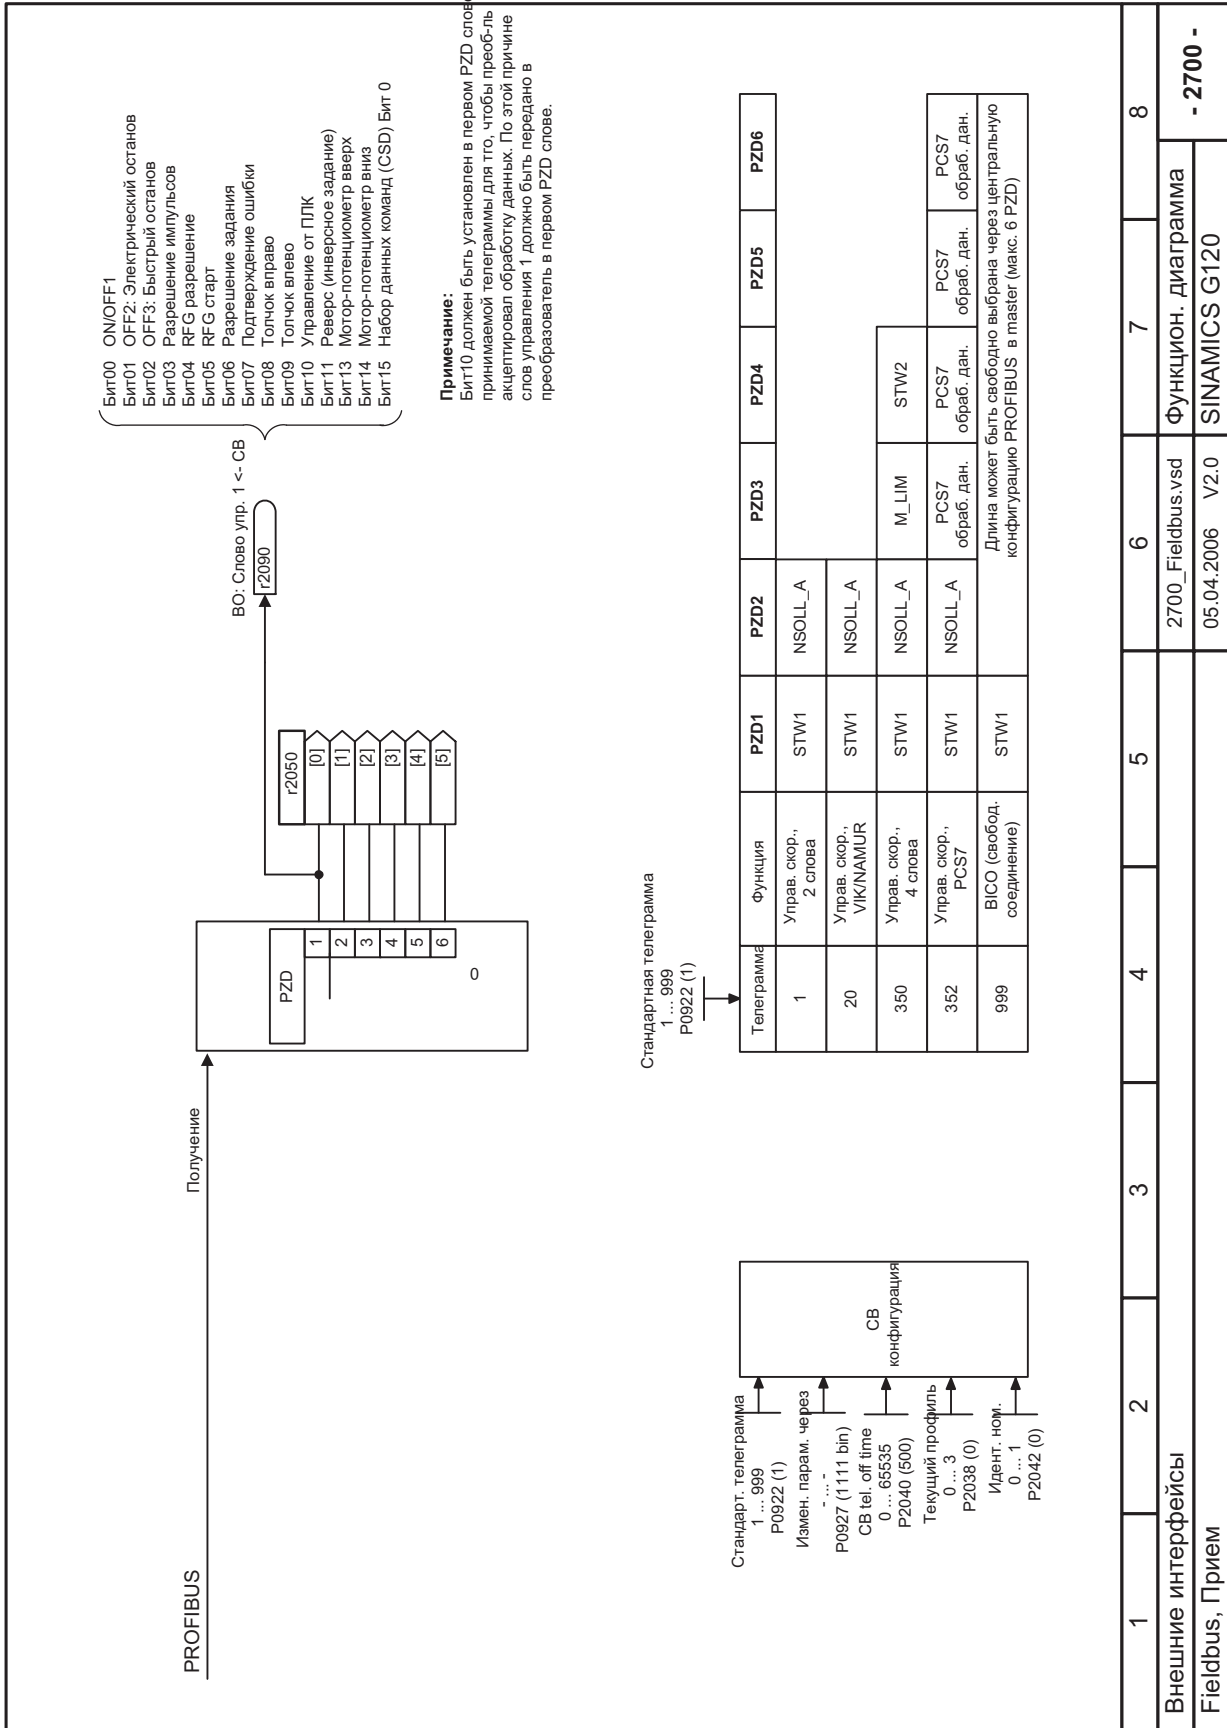 PROFIBUS
Получение
PZD
1
2
3
4
5
6
0
r2050
[0]
[1]
[2]
[3]
[4]
[5]
BO: Слово упр. 1 <- CB
r2090
Бит00 ON/OFF1
Бит01 OFF2: Электрический останов
Бит02 OFF3: Быстрый останов
Бит03 Разрешение импульсов
Бит04 RFG разрешение
Бит05 RFG старт
Бит06 Разрешение задания
Бит07 Подтверждение ошибки
Бит08 Толчок вправо
Бит09 Толчок влево
Бит10 Управление от ПЛК
Бит11 Реверс (инверсное задание)
Бит13 Мотор-потенциометр вверх
Бит14 Мотор-потенциометр вниз
Бит15 Набор данных команд (CSD) Бит 0
Примечание:
Бит10 должен быть установлен в первом PZD слове
принимаемой телеграммы для тго, чтобы преоб-ль
акцептировал обработку данных. По этой причине
слов управления 1 должно быть передано в
преобразователь в первом PZD слове.
Стандарт. телеграмма
1 ... 999
P0922 (1)
Измен. парам. через
- ... -
P0927 (1111 bin)
CB tel. off time
0 ... 65535
P2040 (500)
Текущий профиль
0 ... 3
P2038 (0)
Идент. ном.
0 ... 1
P2042 (0)
CB
конфигурация
Стандартная телеграмма
1 ... 999
P0922 (1)
Телеграмма Функция PZD1 PZD2 PZD3 PZD4 PZD5 PZD6
1 Управ. скор., 2 слова STW1 NSOLL_A
20 Управ. скор., VIK/NAMUR STW1 NSOLL_A
350 Управ. скор., 4 слова STW1 NSOLL_A M_LIM STW2
352 Управ. скор., PCS7 STW1 NSOLL_A PCS7 обраб. дан. PCS7 обраб. дан. PCS7 обраб. дан. PCS7 обраб. дан.
999 BICO (свобод. соединение) STW1 Длина может быть свободно выбрана через центральную конфигурацию PROFIBUS в master (макс. 6 PZD)
1 2 3 4 5 6 7 8
Внешние интерфейсы 2700_Fieldbus.vsd Функцион. диаграмма - 2700 -
Fieldbus, Прием 05.04.2006 V2.0 SINAMICS G120